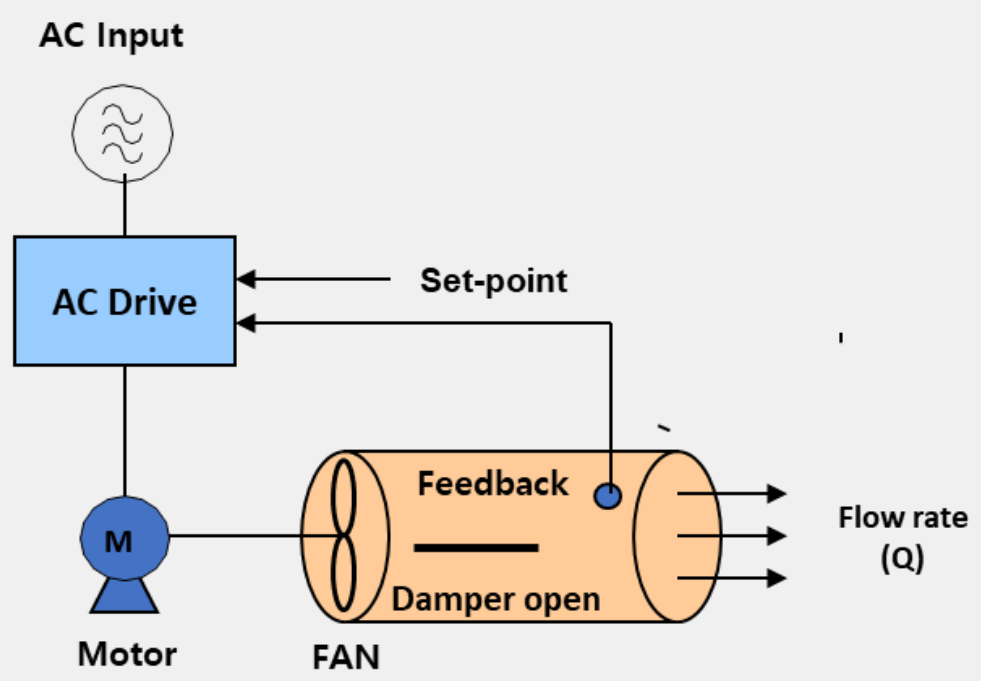 AC Input
AC Drive
Set-point
Feedback
Flow rate
(Q)
M
Damper open
Motor
FAN